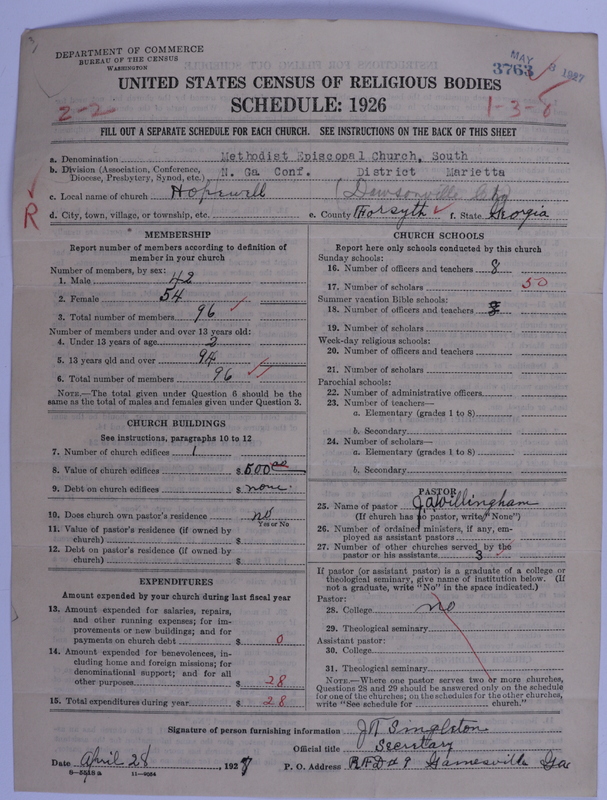 DEPARTMENT OF COMMERCE
BUREAU OF THE CENSUS
WASHINGTON
MAY 3 1927
3763
UNITED STATES CENSUS OF RELIGIOUS BODIES
2-2
SCHEDULE: 1926
1-3-8
FILL OUT A SEPARATE SCHEDULE FOR EACH CHURCH. SEE INSTRUCTIONS ON THE BACK OF THIS SHEET
a. Denomination Methodist Episcopal Church, South
b. Division (Association, Conference, Diocese, Presbytery, Synod, etc.) N. Ga Conf. District Marietta
c. Local name of church Hopewell (Dawsonville
R
d. City, town, village, or township, etc. e. County Forsyth f. State Georgia
MEMBERSHIP
Report number of members according to definition of
member in your church
Number of members, by sex:
1. Male 42
2. Female 54
3. Total number of members 96
Number of members under and over 13 years old:
4. Under 13 years of age 2
5. 13 years old and over 94
6. Total number of members 96
NOTE.—The total given under Question 6 should be the
same as the total of males and females given under Question 3.
CHURCH BUILDINGS
See instructions, paragraphs 10 to 12
7. Number of church edifices 1
8. Value of church edifices $ 500 00
9. Debt on church edifices $ none
10. Does church own pastor's residence? no
Yes or No
11. Value of pastor's residence (if owned by
church) $
12. Debt on pastor's residence (if owned by
church) $
EXPENDITURES
Amount expended by your church during last fiscal year
13. Amount expended for salaries, repairs,
and other running expenses; for im-
provements or new buildings; and for
payments on church debt $ 0
14. Amount expended for benevolences, in-
cluding home and foreign missions; for
denominational support; and for all
other purposes $ 28
15. Total expenditures during year $ 28
CHURCH SCHOOLS
Report here only schools conducted by this church
Sunday schools:
16. Number of officers and teachers 8
17. Number of scholars 50
Summer vacation Bible schools:
18. Number of officers and teachers
19. Number of scholars
Week-day religious schools:
20. Number of officers and teachers
21. Number of scholars
Parochial schools:
22. Number of administrative officers
23. Number of teachers—
a. Elementary (grades 1 to 8)
b. Secondary
24. Number of scholars—
a. Elementary (grades 1 to 8)
b. Secondary
PASTOR
25. Name of pastor J A Willingham
(If church has no pastor, write "None")
26. Number of ordained ministers, if any, em-
ployed as assistant pastors
27. Number of other churches served by the
pastor or his assistants 3
If pastor (or assistant pastor) is a graduate of a college or
theological seminary, give name of institution below. (If
not a graduate, write "No" in the space indicated.)
Pastor:
28. College no
29. Theological seminary
Assistant pastor:
30. College
31. Theological seminary
NOTE.—Where one pastor serves two or more churches,
Questions 28 and 29 should be answered only on the schedule
for one of the churches; on the schedules for the other churches,
write "See schedule for church."
Signature of person furnishing information Singleton
Official title Secretary
Date April 28, 1927 P. O. Address RFD # 9 Gainesville Ga
8-5518 a 11-9034